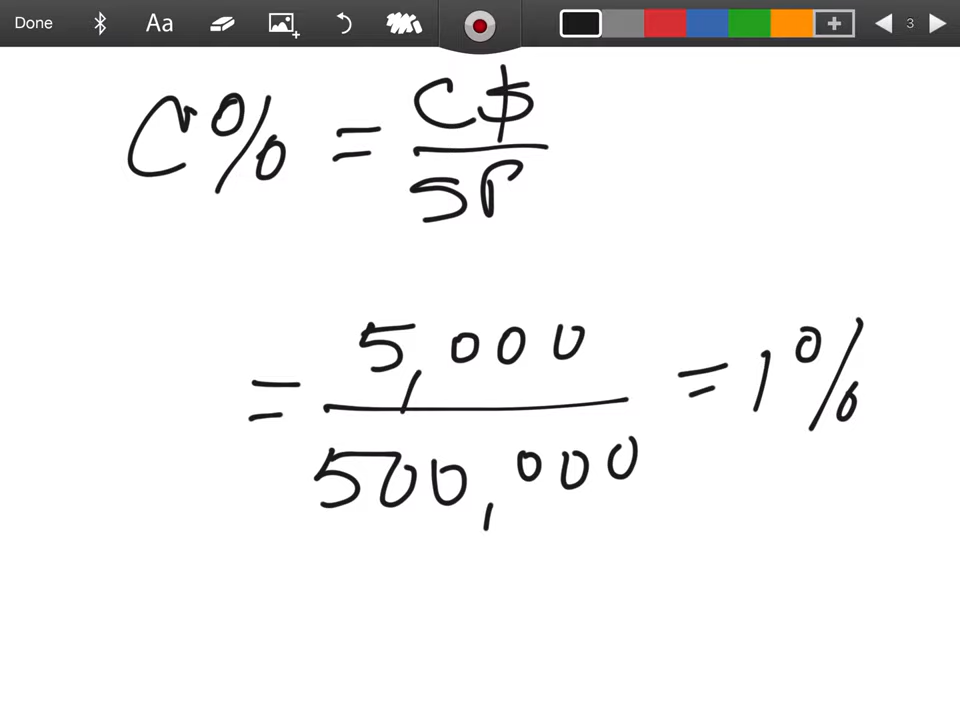 Done Aa 3
C% = C$ / SP
= 5,000 / 500,000 = 1%